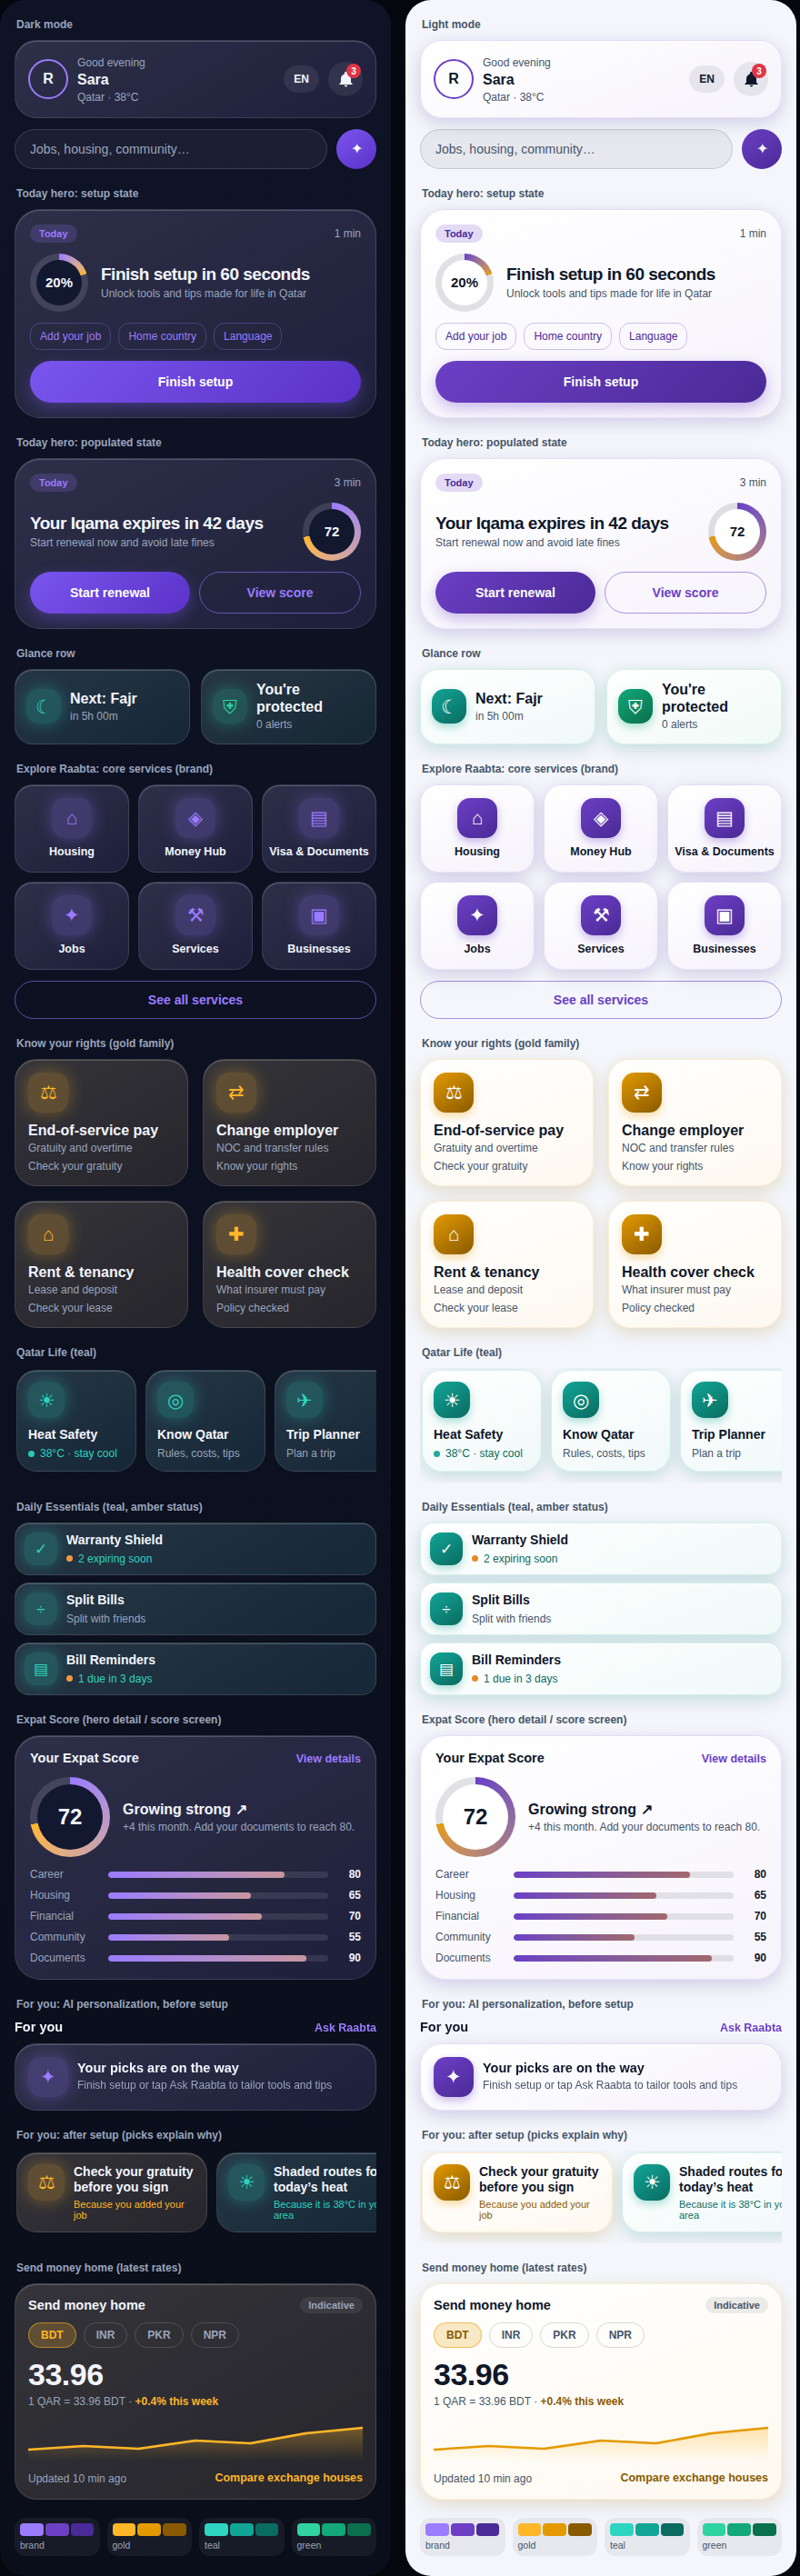 Dark mode
R
Good evening
Sara
Qatar · 38°C
EN
3
Jobs, housing, community…
Today hero: setup state
Today
1 min
20%
Finish setup in 60 seconds
Unlock tools and tips made for life in Qatar
Add your job
Home country
Language
Finish setup
Today hero: populated state
Today
3 min
Your Iqama expires in 42 days
Start renewal now and avoid late fines
72
Start renewal
View score
Glance row
Next: Fajr
in 5h 00m
You're
protected
0 alerts
Explore Raabta: core services (brand)
Housing
Money Hub
Visa & Documents
Jobs
Services
Businesses
See all services
Know your rights (gold family)
End-of-service pay
Gratuity and overtime
Check your gratuity
Change employer
NOC and transfer rules
Know your rights
Rent & tenancy
Lease and deposit
Check your lease
Health cover check
What insurer must pay
Policy checked
Qatar Life (teal)
Heat Safety
38°C · stay cool
Know Qatar
Rules, costs, tips
Trip Planner
Plan a trip
Daily Essentials (teal, amber status)
Warranty Shield
2 expiring soon
Split Bills
Split with friends
Bill Reminders
1 due in 3 days
Expat Score (hero detail / score screen)
Your Expat Score
View details
72
Growing strong ↗
+4 this month. Add your documents to reach 80.
Career 80
Housing 65
Financial 70
Community 55
Documents 90
For you: AI personalization, before setup
For you
Ask Raabta
Your picks are on the way
Finish setup or tap Ask Raabta to tailor tools and tips
For you: after setup (picks explain why)
Check your gratuity
before you sign
Because you added your
job
Shaded routes fo
today’s heat
Because it is 38°C in yo
area
Send money home (latest rates)
Send money home
Indicative
BDT
INR
PKR
NPR
33.96
1 QAR = 33.96 BDT · +0.4% this week
Updated 10 min ago
Compare exchange houses
brand
gold
teal
green
Light mode
R
Good evening
Sara
Qatar · 38°C
EN
3
Jobs, housing, community…
Today hero: setup state
Today
1 min
20%
Finish setup in 60 seconds
Unlock tools and tips made for life in Qatar
Add your job
Home country
Language
Finish setup
Today hero: populated state
Today
3 min
Your Iqama expires in 42 days
Start renewal now and avoid late fines
72
Start renewal
View score
Glance row
Next: Fajr
in 5h 00m
You're
protected
0 alerts
Explore Raabta: core services (brand)
Housing
Money Hub
Visa & Documents
Jobs
Services
Businesses
See all services
Know your rights (gold family)
End-of-service pay
Gratuity and overtime
Check your gratuity
Change employer
NOC and transfer rules
Know your rights
Rent & tenancy
Lease and deposit
Check your lease
Health cover check
What insurer must pay
Policy checked
Qatar Life (teal)
Heat Safety
38°C · stay cool
Know Qatar
Rules, costs, tips
Trip Planner
Plan a trip
Daily Essentials (teal, amber status)
Warranty Shield
2 expiring soon
Split Bills
Split with friends
Bill Reminders
1 due in 3 days
Expat Score (hero detail / score screen)
Your Expat Score
View details
72
Growing strong ↗
+4 this month. Add your documents to reach 80.
Career 80
Housing 65
Financial 70
Community 55
Documents 90
For you: AI personalization, before setup
For you
Ask Raabta
Your picks are on the way
Finish setup or tap Ask Raabta to tailor tools and tips
For you: after setup (picks explain why)
Check your gratuity
before you sign
Because you added your
job
Shaded routes fo
today’s heat
Because it is 38°C in yo
area
Send money home (latest rates)
Send money home
Indicative
BDT
INR
PKR
NPR
33.96
1 QAR = 33.96 BDT · +0.4% this week
Updated 10 min ago
Compare exchange houses
brand
gold
teal
green